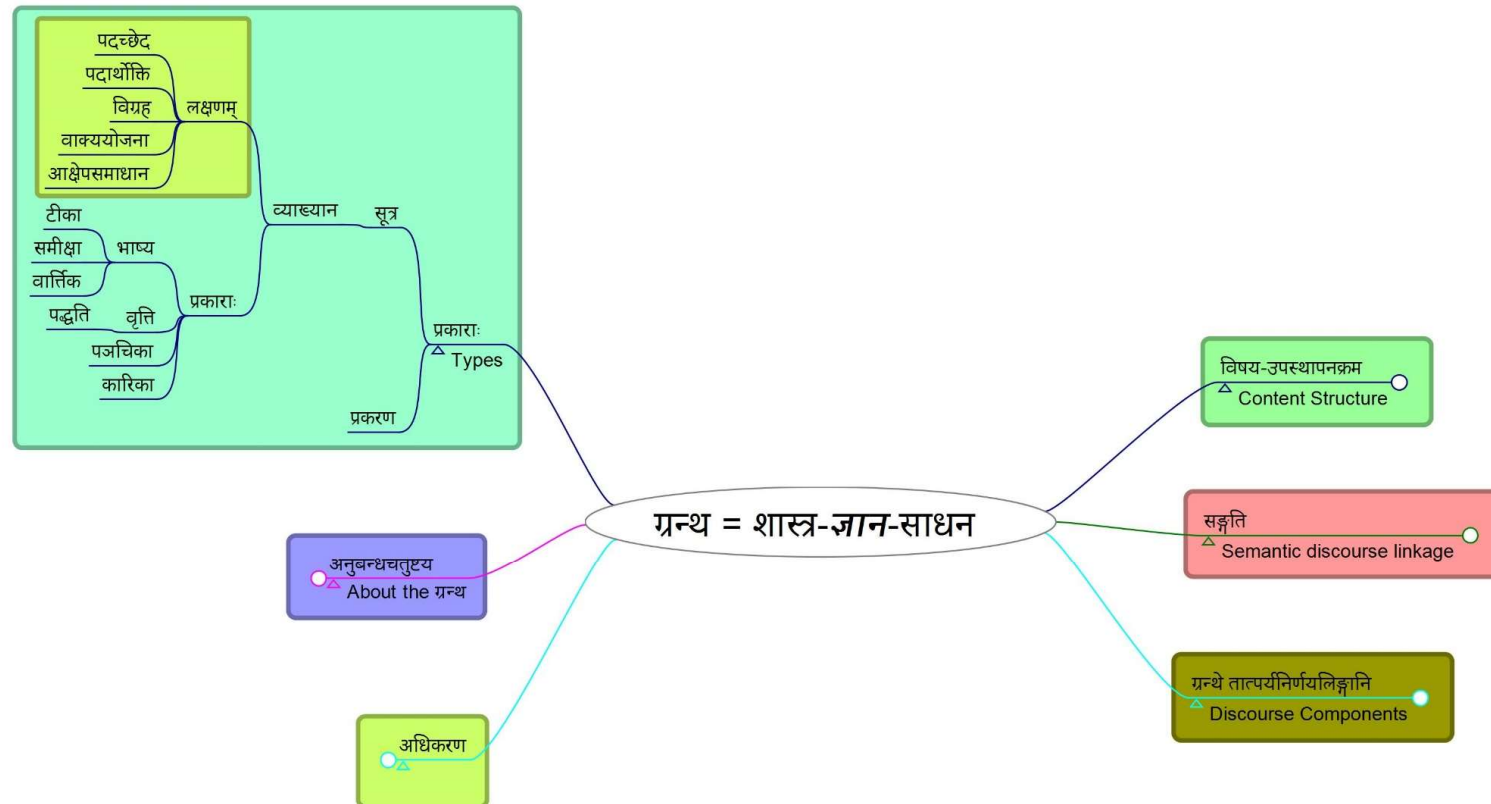 पदच्छेद
पदार्थोक्ति
विग्रह
लक्षणम्
वाक्ययोजना
आक्षेपसमाधान
टीका
समीक्षा
भाष्य
वार्त्तिक
पद्धति
वृत्ति
प्रकाराः
पञचिका
कारिका
व्याख्यान
सूत्र
प्रकाराः
Types
प्रकरण
ग्रन्थ = शास्त्र-ज्ञान-साधन
अनुबन्धचतुष्टय
About the ग्रन्थ
अधिकरण
विषय-उपस्थापनक्रम
Content Structure
सङ्गति
Semantic discourse linkage
ग्रन्थे तात्पर्यनिर्णयलिङ्गानि
Discourse Components